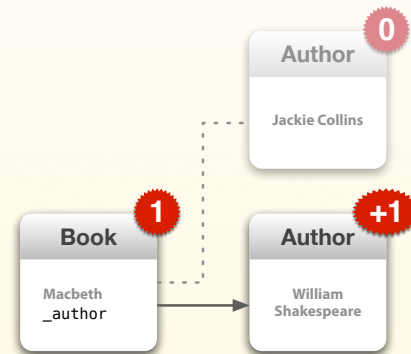 0
Author
Jackie Collins
1
Book
Macbeth
_author
+1
Author
William
Shakespeare